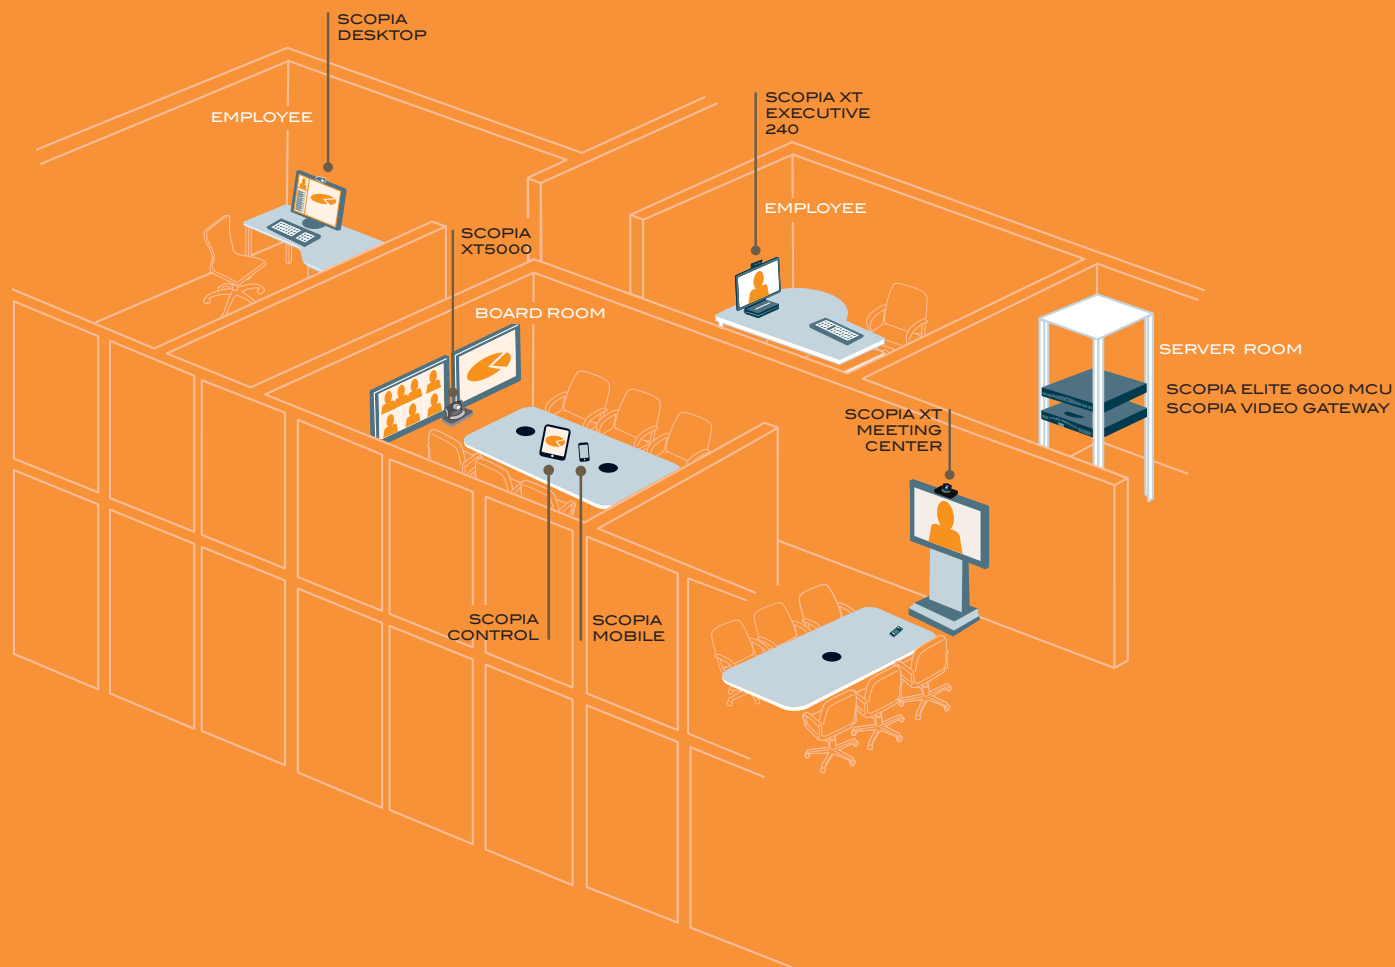 SCOPIA
DESKTOP
EMPLOYEE
SCOPIA XT
EXECUTIVE
240
EMPLOYEE
SCOPIA
XT5000
BOARD ROOM
SERVER ROOM
SCOPIA ELITE 6000 MCU
SCOPIA VIDEO GATEWAY
SCOPIA XT
MEETING
CENTER
SCOPIA
CONTROL
SCOPIA
MOBILE